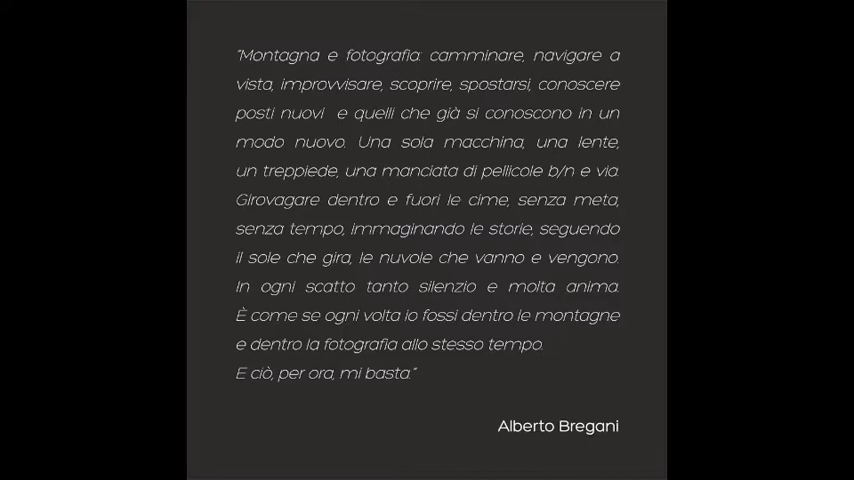 "Montagna e fotografia: camminare, navigare a
vista, improvvisare, scoprire, spostarsi, conoscere
posti nuovi e quelli che già si conoscono in un
modo nuovo. Una sola macchina, una lente,
un treppiede, una manciata di pellicole b/n e via.
Girovagare dentro e fuori le cime, senza meta,
senza tempo, immaginando le storie, seguendo
il sole che gira, le nuvole che vanno e vengono.
In ogni scatto tanto silenzio e molta anima.
È come se ogni volta io fossi dentro le montagne
e dentro la fotografia allo stesso tempo.
E ciò, per ora, mi basta."
Alberto Bregani